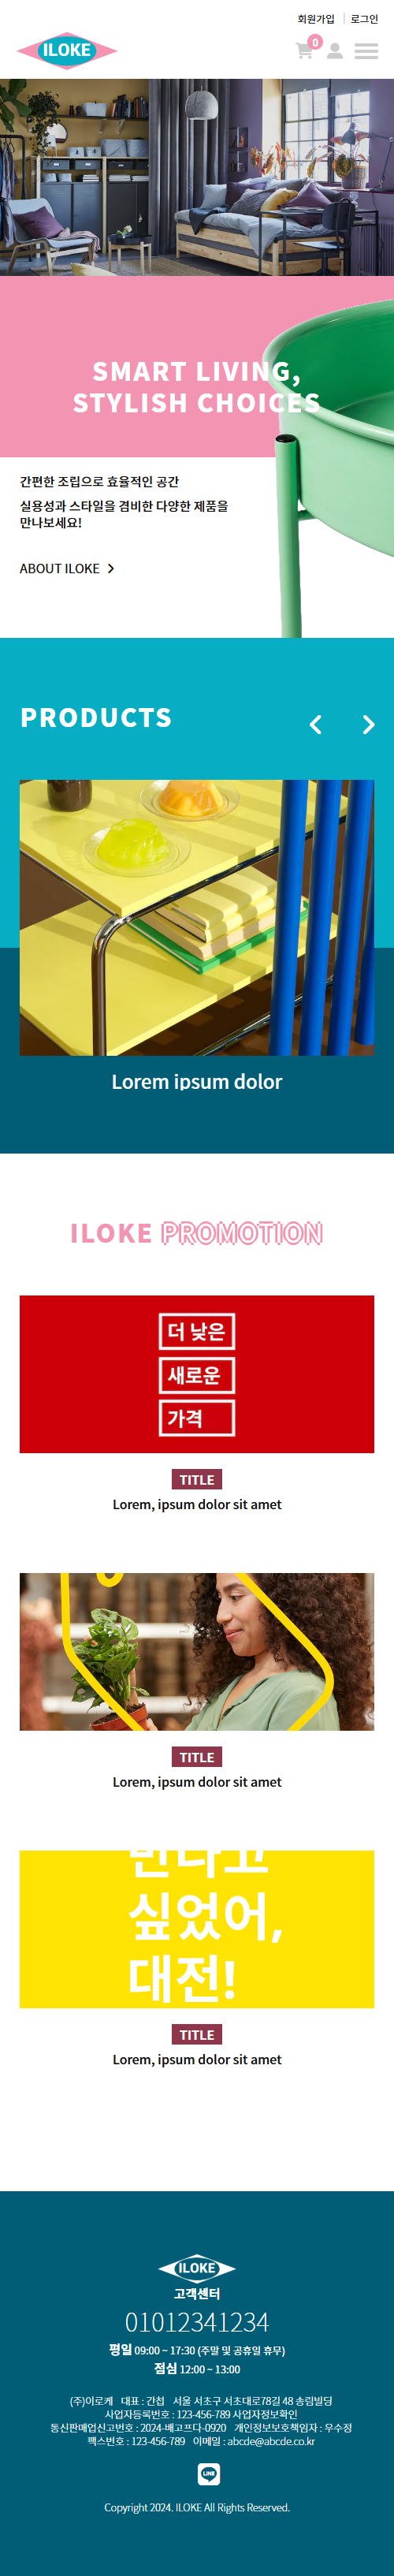 회원가입 로그인
ILOKE
0
SMART LIVING,
STYLISH CHOICES
간편한 조립으로 효율적인 공간
실용성과 스타일을 겸비한 다양한 제품을
만나보세요!
ABOUT ILOKE
PRODUCTS
Lorem ipsum dolor
ILOKE PROMOTION
더 낮은
새로운
가격
TITLE
Lorem, ipsum dolor sit amet
TITLE
Lorem, ipsum dolor sit amet
싶었어,
대전!
TITLE
Lorem, ipsum dolor sit amet
ILOKE
고객센터
01012341234
평일 09:00 ~ 17:30 (주말 및 공휴일 휴무)
점심 12:00 ~ 13:00
(주)이로케 대표 : 간칩 서울 서초구 서초대로78길 48 송림빌딩
사업자등록번호 : 123-456-789 사업자정보확인
통신판매업신고번호 : 2024-배고프다-0920 개인정보보호책임자 : 우수정
팩스번호 : 123-456-789 이메일 : abcde@abcde.co.kr
LINE
Copyright 2024. ILOKE All Rights Reserved.